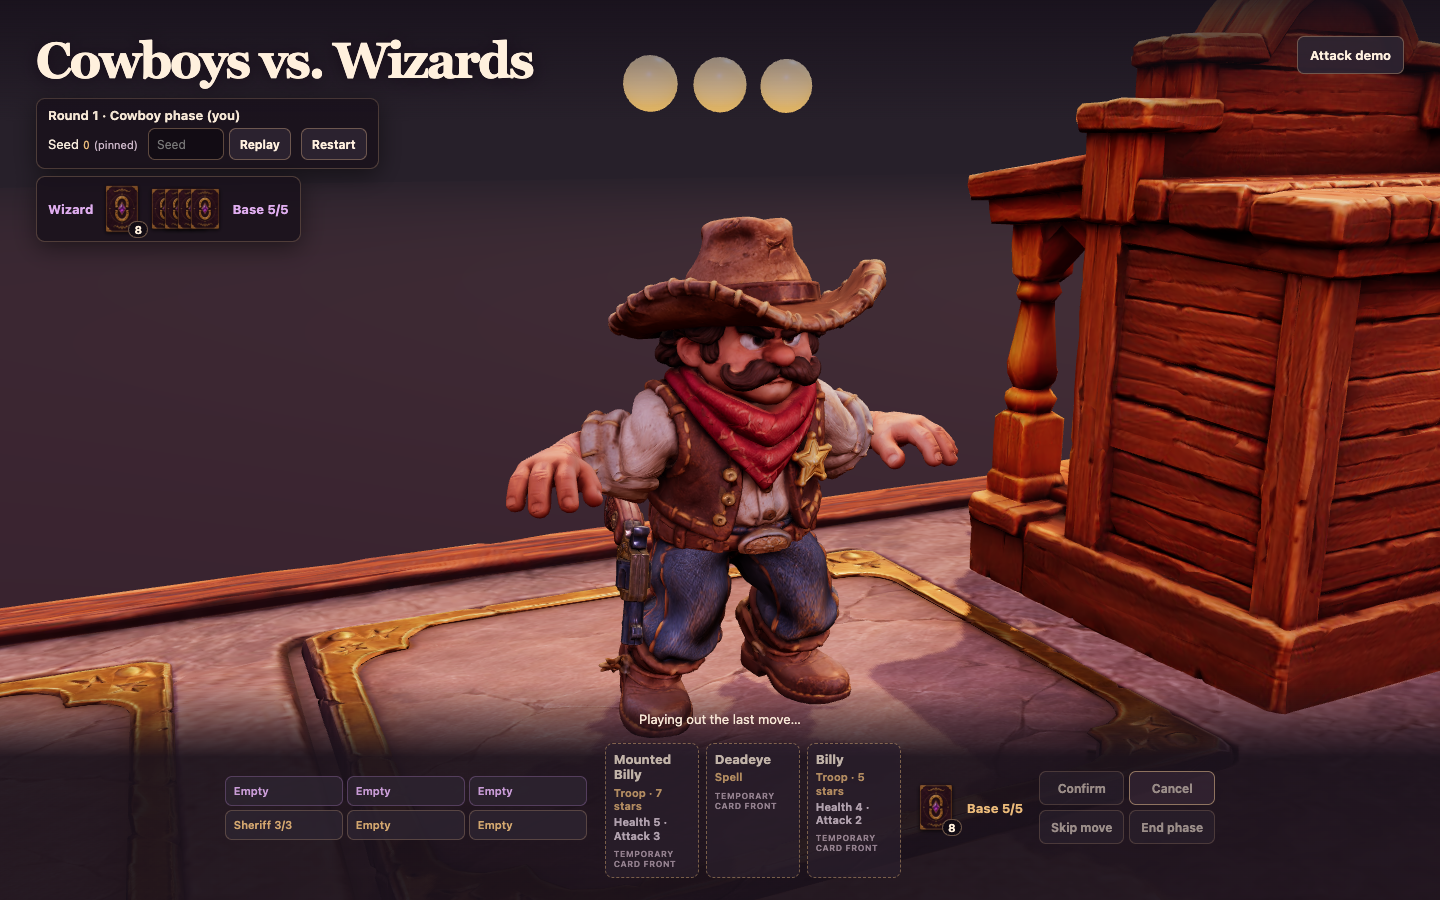 Cowboys vs. Wizards
Attack demo
Round 1 · Cowboy phase (you)
Seed 0 (pinned) Seed Replay Restart
Wizard 8 Base 5/5
Playing out the last move...
Empty Empty Empty
Sheriff 3/3 Empty Empty
Mounted
Billy
Troop · 7
stars
Health 5 ·
Attack 3
TEMPORARY
CARD FRONT
Deadeye
Spell
TEMPORARY
CARD FRONT
Billy
Troop · 5
stars
Health 4 ·
Attack 2
TEMPORARY
CARD FRONT
8
Base 5/5
Confirm Cancel
Skip move End phase